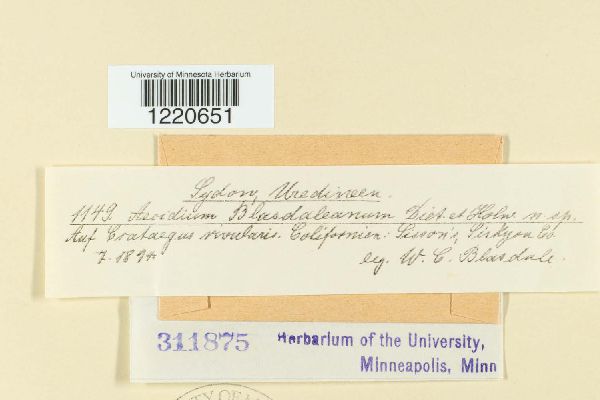 University of Minnesota Herbarium
1220651
Sydow, Uredineen.
1149. Aecidium Blasdaleanum Diet. et Holw. n. sp.
Auf Crataegus rivularis. Californien: Sisson's, Siskyon Co.
7. 1894 leg. W. C. Blasdale.
311875 Herbarium of the University,
Minneapolis, Minn